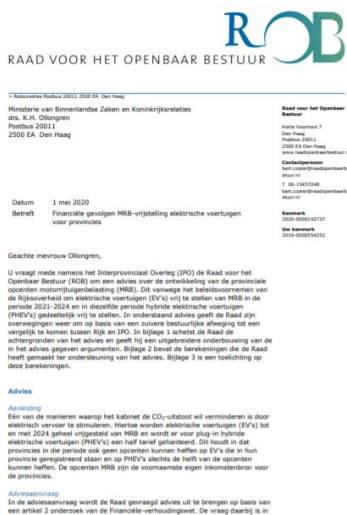 ROB
RAAD VOOR HET OPENBAAR BESTUUR
> Retouradres Postbus 20011 2500 EA Den Haag
Ministerie van Binnenlandse Zaken en Koninkrijksrelaties
drs. K.H. Ollongren
Postbus 20011
2500 EA Den Haag
Raad voor het Openbaar
Bestuur
Korte Voorhout 7
Den Haag
Postbus 20011
2500 EA Den Haag
www.raadopenbaarbestuur.n
Contactpersoon
bart.coster@raadopenbaarb
estuur.nl
T 06-15457246
bart.coster@raadopenbaarb
estuur.nl
Kenmerk
2020-0000142727
Uw kenmerk
2019-0000554252
Datum 1 mei 2020
Betreft Financiële gevolgen MRB-vrijstelling elektrische voertuigen
voor provincies
Geachte mevrouw Ollongren,
U vraagt mede namens het Interprovinciaal Overleg (IPO) de Raad voor het
Openbaar Bestuur (ROB) om een advies over de ontwikkeling van de provinciale
opcenten motorrijtuigenbelasting (MRB). Dit vanwege het beleidsvoornemen van
de Rijksoverheid om elektrische voertuigen (EV's) vrij te stellen van MRB in de
periode 2021-2024 en in diezelfde periode hybride elektrische voertuigen
(PHEV's) gedeeltelijk vrij te stellen. In onderstaand advies geeft de Raad zijn
overwegingen weer om op basis van een zuivere bestuurlijke afweging tot een
vergelijk te komen tussen Rijk en IPO. In bijlage 1 schetst de Raad de
achtergronden van het advies en geeft hij een uitgebreidere onderbouwing van de
in het advies gegeven argumenten. Bijlage 2 bevat de berekeningen die de Raad
heeft gemaakt ter ondersteuning van het advies. Bijlage 3 is een toelichting op
deze berekeningen.
Advies
Aanleiding
Eén van de manieren waarop het kabinet de CO₂-uitstoot wil verminderen is door
elektrisch vervoer te stimuleren. Hiertoe worden elektrische voertuigen (EV's) tot
en met 2024 geheel vrijgesteld van MRB en wordt er voor plug-in hybride
elektrische voertuigen (PHEV's) een half tarief gehanteerd. Dit houdt in dat
provincies in die periode ook geen opcenten kunnen heffen op EV's die in hun
provincie geregistreerd staan en op PHEV's slechts de helft van de opcenten
kunnen heffen. De opcenten MRB zijn de voornaamste eigen inkomstenbron voor
de provincies.
Adviesaanvraag
In de adviesaanvraag wordt de Raad gevraagd advies uit te brengen op basis van
een artikel 2 onderzoek van de Financiële-verhoudingswet. De vraag daarbij is in